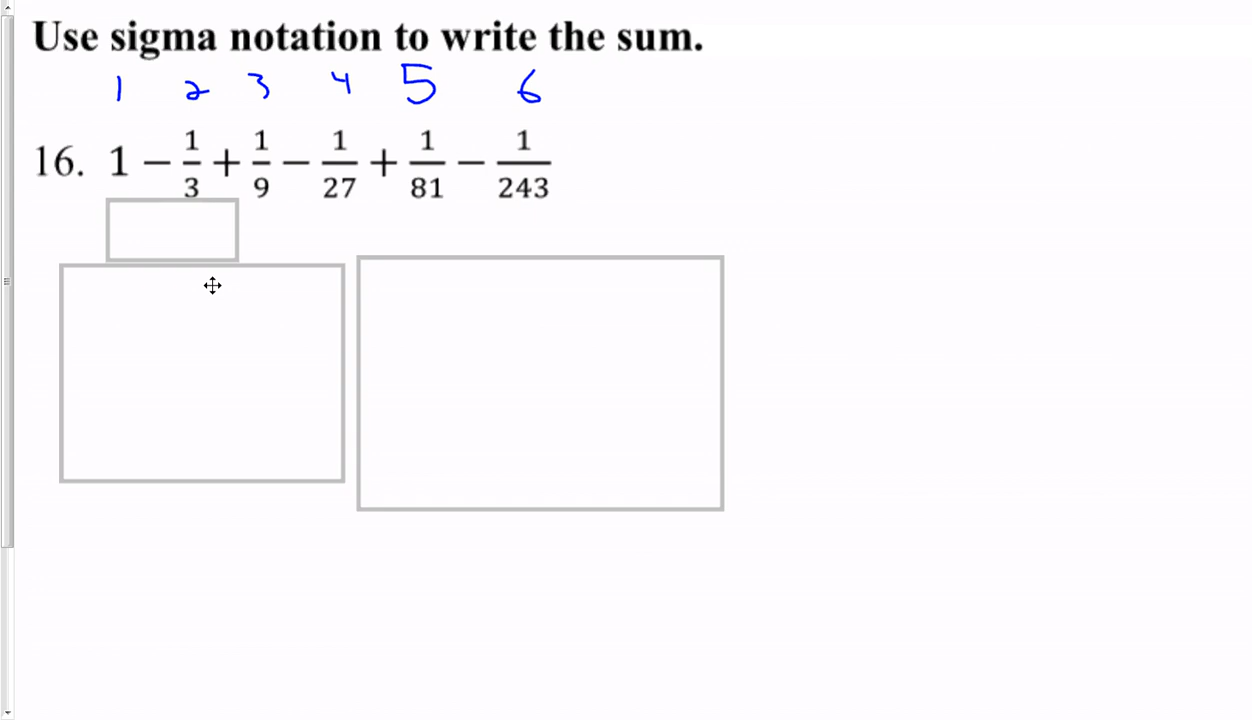 Use sigma notation to write the sum.
1 2 3 4 5 6
16. 1 − 1/3 + 1/9 − 1/27 + 1/81 − 1/243